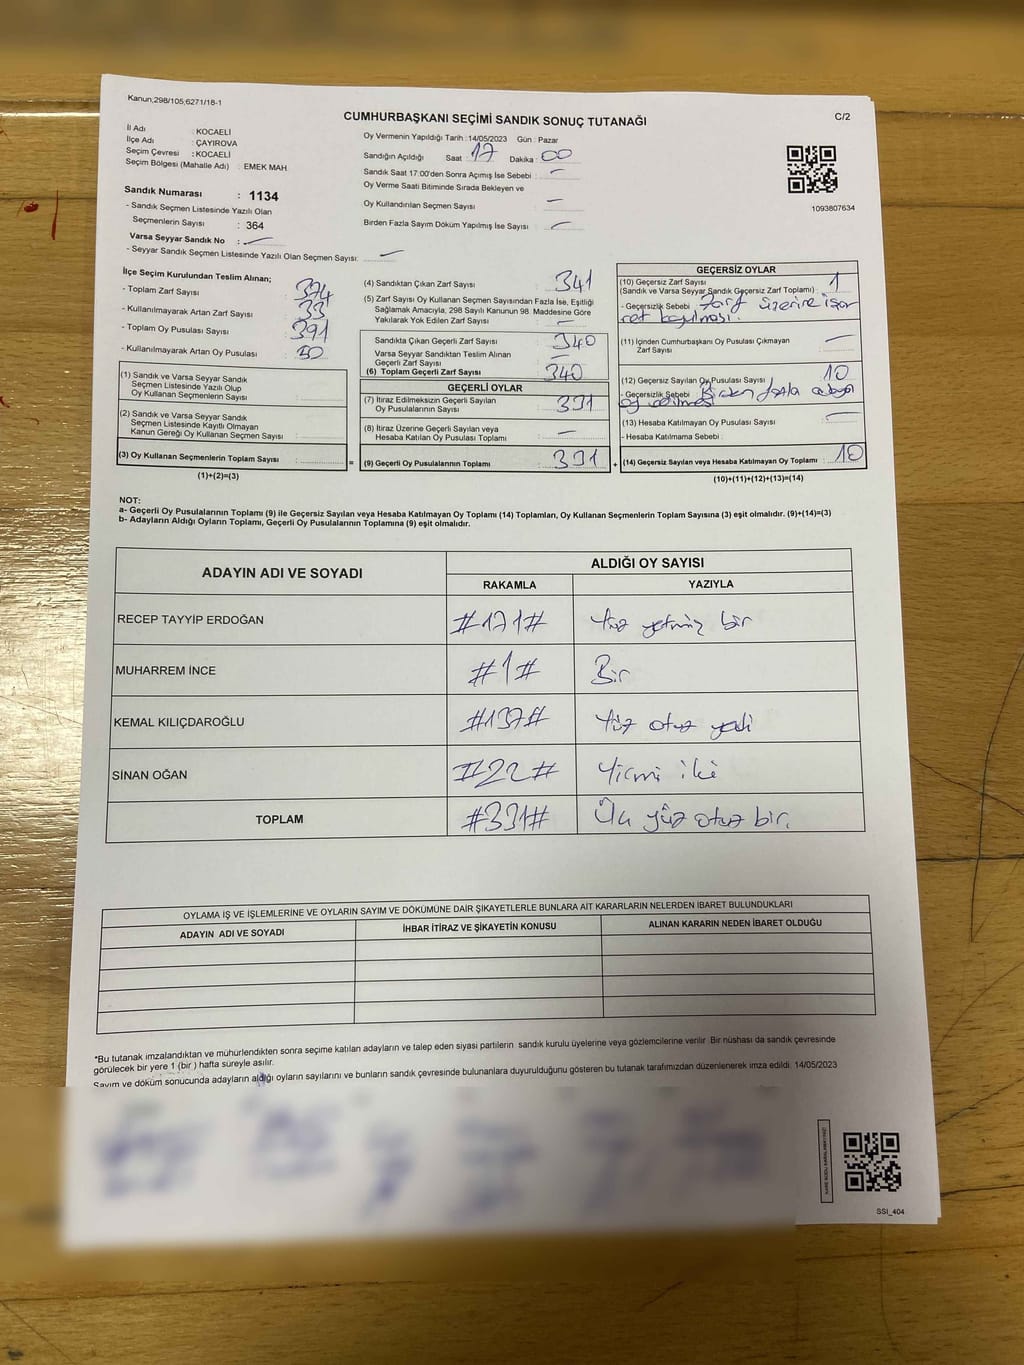 Kanun;298/105;6271/18-1
CUMHURBAŞKANI SEÇİMİ SANDIK SONUÇ TUTANAĞI
C/2
İl Adı : KOCAELİ
İlçe Adı : ÇAYIROVA
Seçim Çevresi : KOCAELİ
Seçim Bölgesi (Mahalle Adı) : EMEK MAH.
Sandık Numarası : 1134
- Sandık Seçmen Listesinde Yazılı Olan
Seçmenlerin Sayısı : 364
Varsa Seyyar Sandık No : —
- Seyyar Sandık Seçmen Listesinde Yazılı Olan Seçmen Sayısı: —
Oy Vermenin Yapıldığı Tarih : 14/05/2023 Gün : Pazar
Sandığın Açıldığı Saat : 17 Dakika : 00
Sandık Saat 17:00'den Sonra Açımış İse Sebebi : —
Oy Verme Saati Bitiminde Sırada Bekleyen ve
Oy Kullandırılan Seçmen Sayısı : —
Birden Fazla Sayım Döküm Yapılmış İse Sayısı : —
1093807634
İlçe Seçim Kurulundan Teslim Alınan;
- Toplam Zarf Sayısı : 374
- Kullanılmayarak Artan Zarf Sayısı : 33
- Toplam Oy Pusulası Sayısı : 391
- Kullanılmayarak Artan Oy Pusulası : 50
(1) Sandık ve Varsa Seyyar Sandık
Seçmen Listesinde Yazılı Olup
Oy Kullanan Seçmenlerin Sayısı :
(2) Sandık ve Varsa Seyyar Sandık
Seçmen Listesinde Kayıtlı Olmayan
Kanun Gereği Oy Kullanan Seçmen Sayısı :
(3) Oy Kullanan Seçmenlerin Toplam Sayısı :
(1)+(2)=(3)
(4) Sandıktan Çıkan Zarf Sayısı : 341
(5) Zarf Sayısı Oy Kullanan Seçmen Sayısından Fazla İse, Eşitliği
Sağlamak Amacıyla, 298 Sayılı Kanunun 98. Maddesine Göre
Yakılarak Yok Edilen Zarf Sayısı : —
Sandıkta Çıkan Geçerli Zarf Sayısı : 340
Varsa Seyyar Sandıktan Teslim Alınan
Geçerli Zarf Sayısı : —
(6) Toplam Geçerli Zarf Sayısı : 340
GEÇERLİ OYLAR
(7) İtiraz Edilmeksizin Geçerli Sayılan
Oy Pusulalarının Sayısı : 331
(8) İtiraz Üzerine Geçerli Sayılan veya
Hesaba Katılan Oy Pusulası Toplamı : —
= (9) Geçerli Oy Pusulalarının Toplamı : 331
GEÇERSİZ OYLAR
(10) Geçersiz Zarf Sayısı
(Sandık ve Varsa Seyyar Sandık Geçersiz Zarf Toplamı) : 1
- Geçersizlik Sebebi : Zarf üzerine işa-
ret koyulması.
(11) İçinden Cumhurbaşkanı Oy Pusulası Çıkmayan
Zarf Sayısı : —
(12) Geçersiz Sayılan Oy Pusulası Sayısı : 10
- Geçersizlik Sebebi : Birden fazla adaya
oy verilmesi
(13) Hesaba Katılmayan Oy Pusulası Sayısı : —
- Hesaba Katılmama Sebebi :
+ (14) Geçersiz Sayılan veya Hesaba Katılmayan Oy Toplamı : 10
(10)+(11)+(12)+(13)=(14)
NOT:
a- Geçerli Oy Pusulalarının Toplamı (9) ile Geçersiz Sayılan veya Hesaba Katılmayan Oy Toplamı (14) Toplamları, Oy Kullanan Seçmenlerin Toplam Sayısına (3) eşit olmalıdır. (9)+(14)=(3)
b- Adayların Aldığı Oyların Toplamı, Geçerli Oy Pusulalarının Toplamına (9) eşit olmalıdır.
ADAYIN ADI VE SOYADI ALDIĞI OY SAYISI
RAKAMLA YAZIYLA
RECEP TAYYİP ERDOĞAN #171# Yüz yetmiş bir
MUHARREM İNCE #1# Bir
KEMAL KILIÇDAROĞLU #137# Yüz otuz yedi
SİNAN OĞAN #22# Yirmi iki
TOPLAM #331# Üç yüz otuz bir.
OYLAMA İŞ VE İŞLEMLERİNE VE OYLARIN SAYIM VE DÖKÜMÜNE DAİR ŞİKAYETLERLE BUNLARA AİT KARARLARIN NELERDEN İBARET BULUNDUKLARI
ADAYIN ADI VE SOYADI İHBAR İTİRAZ VE ŞİKAYETİN KONUSU ALINAN KARARIN NEDEN İBARET OLDUĞU
*Bu tutanak imzalandıktan ve mühürlendikten sonra seçime katılan adayların ve talep eden siyasi partilerin sandık kurulu üyelerine veya gözlemcilerine verilir. Bir nüshası da sandık çevresinde
görülecek bir yere 1 (bir ) hafta süreyle asılır.
Sayım ve döküm sonucunda adayların aldığı oyların sayılarını ve bunların sandık çevresinde bulunanlara duyurulduğunu gösteren bu tutanak tarafımızdan düzenlenerek imza edildi. 14/05/2023
SSI_404